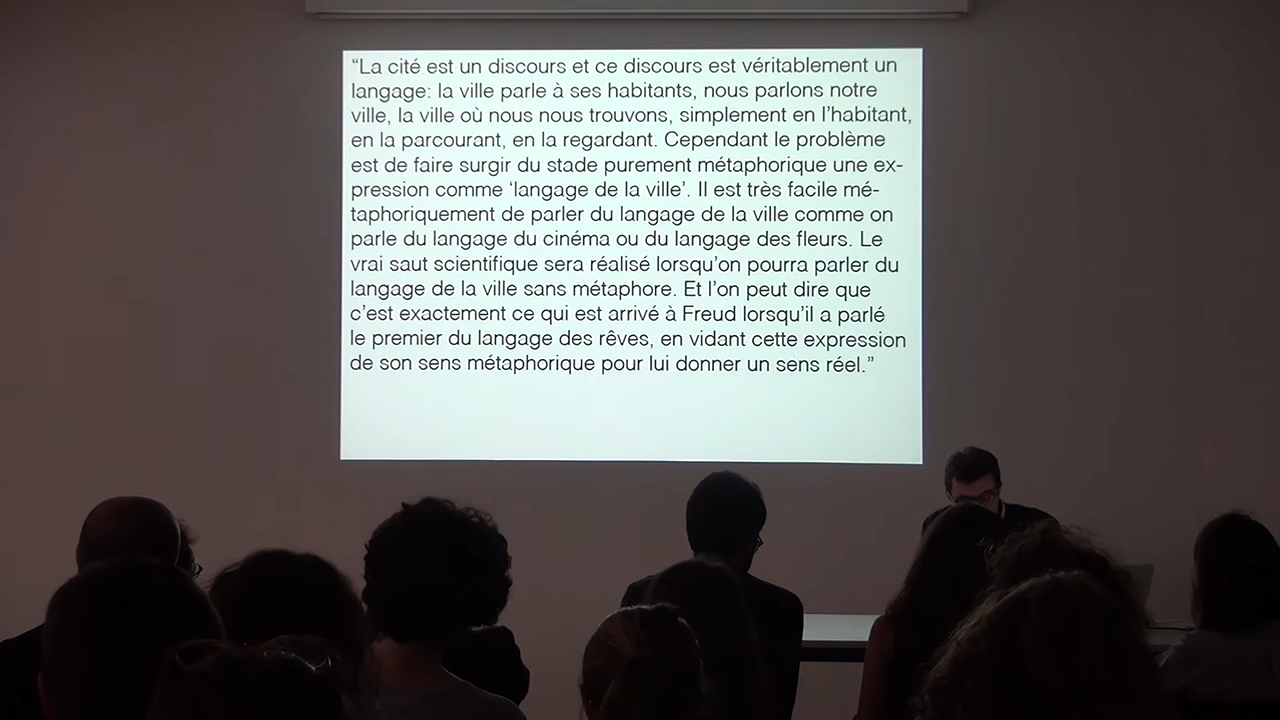 “La cité est un discours et ce discours est véritablement un
langage: la ville parle à ses habitants, nous parlons notre
ville, la ville où nous nous trouvons, simplement en l’habitant,
en la parcourant, en la regardant. Cependant le problème
est de faire surgir du stade purement métaphorique une ex-
pression comme ‘langage de la ville’. Il est très facile mé-
taphoriquement de parler du langage de la ville comme on
parle du langage du cinéma ou du langage des fleurs. Le
vrai saut scientifique sera réalisé lorsqu’on pourra parler du
langage de la ville sans métaphore. Et l’on peut dire que
c’est exactement ce qui est arrivé à Freud lorsqu’il a parlé
le premier du langage des rêves, en vidant cette expression
de son sens métaphorique pour lui donner un sens réel.”